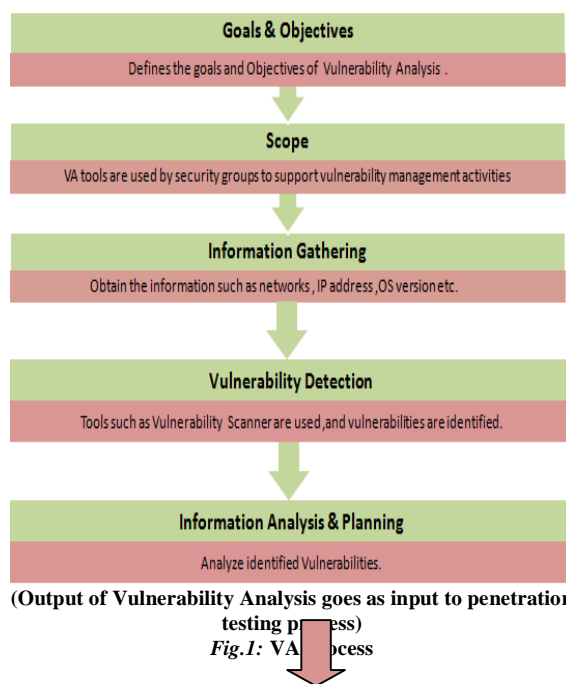 Goals & Objectives
Defines the goals and Objectives of Vulnerability Analysis .
Scope
VA tools are used by security groups to support vulnerability management activities
Information Gathering
Obtain the information such as networks , IP address ,OS version etc.
Vulnerability Detection
Tools such as Vulnerability Scanner are used ,and vulnerabilities are identified.
Information Analysis & Planning
Analyze identified Vulnerabilities.
(Output of Vulnerability Analysis goes as input to penetration
testing
Fig.1: VA